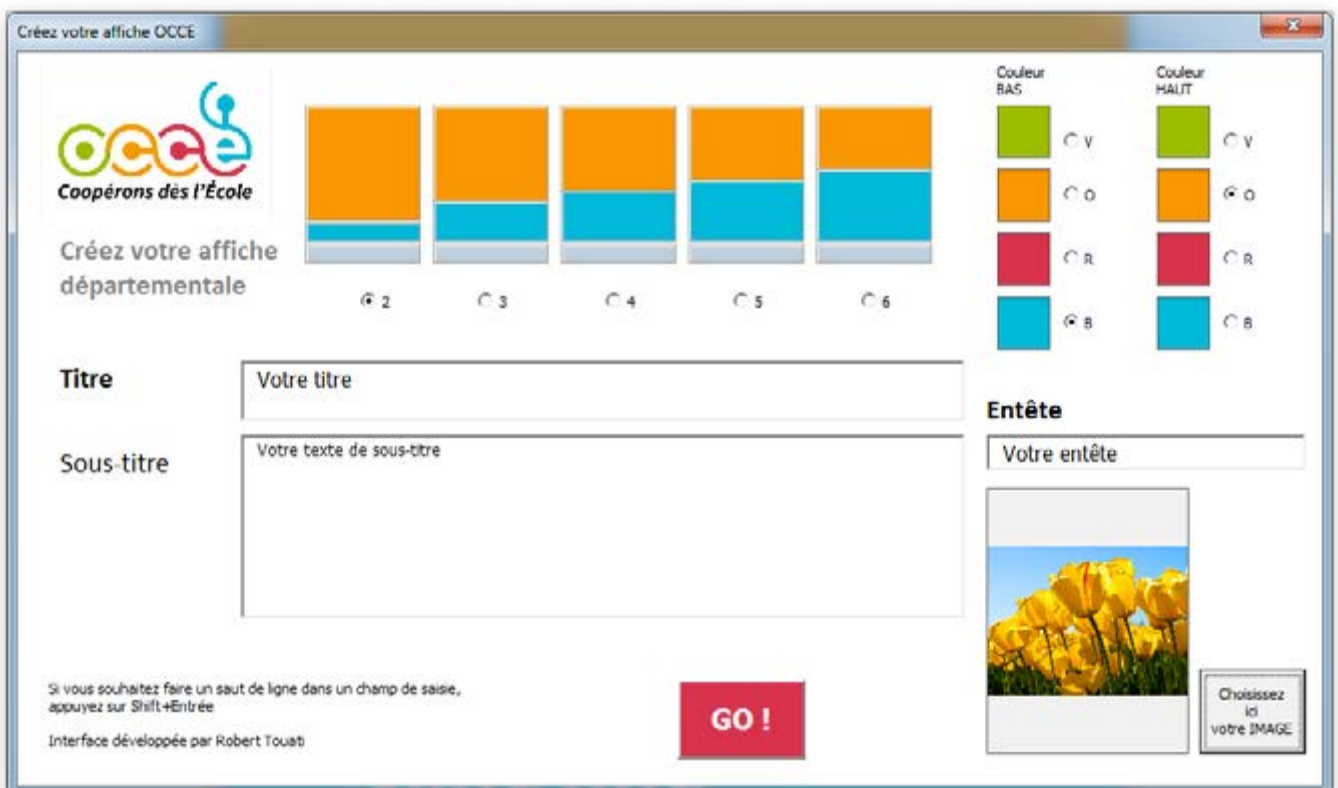 Créez votre affiche OCCE
occe
Coopérons dès l'École
Créez votre affiche
départementale
2
3
4
5
6
Couleur
BAS
V
O
R
B
Couleur
HAUT
V
O
R
B
Titre
Votre titre
Sous-titre
Votre texte de sous-titre
Entête
Votre entête
Si vous souhaitez faire un saut de ligne dans un champ de saisie,
appuyez sur Shift+Entrée
Interface développée par Robert Touati
GO !
Choisissez
ici
votre IMAGE